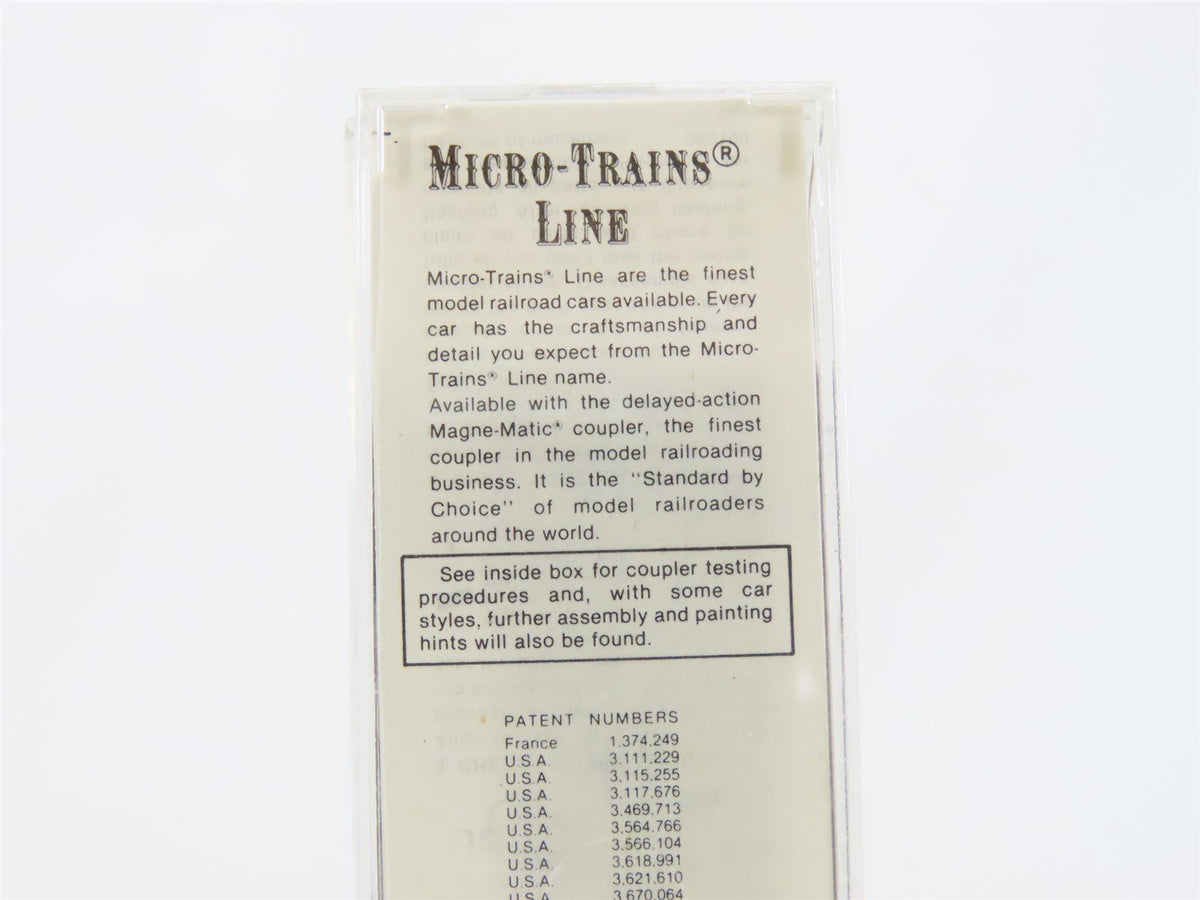 MICRO-TRAINS®
LINE
Micro-Trains® Line are the finest
model railroad cars available. Every
car has the craftsmanship and
detail you expect from the Micro-
Trains® Line name.
Available with the delayed-action
Magne-Matic® coupler, the finest
coupler in the model railroading
business. It is the "Standard by
Choice" of model railroaders
around the world.
See inside box for coupler testing
procedures and, with some car
styles, further assembly and painting
hints will also be found.
PATENT NUMBERS
France 1.374.249
U.S.A. 3.111.229
U.S.A. 3.115.255
U.S.A. 3.117.676
U.S.A. 3.469.713
U.S.A. 3.564.766
U.S.A. 3.566.104
U.S.A. 3.618.991
U.S.A. 3.621.610
U.S.A. 3.670.064